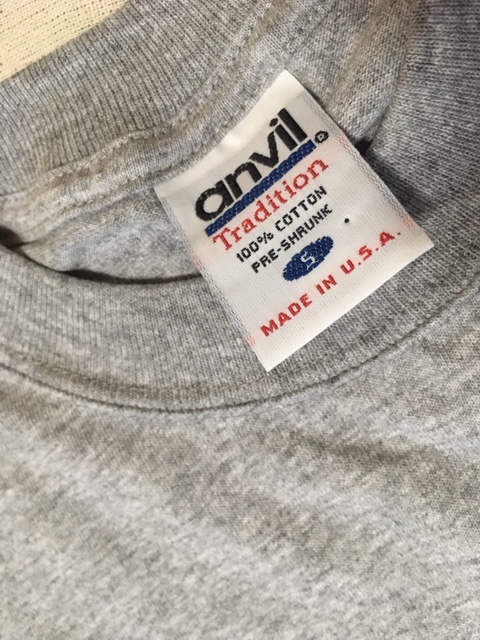 anvil®
Tradition
100% COTTON
PRE-SHRUNK
S
MADE IN U.S.A.